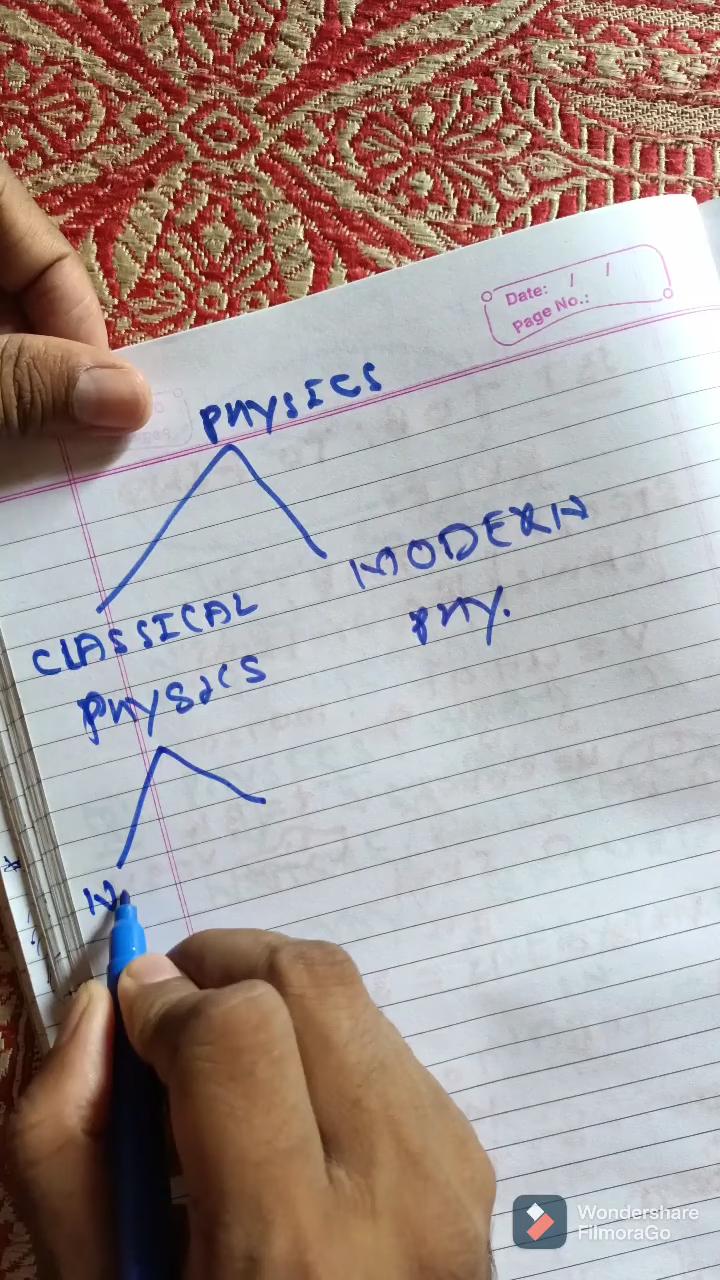 Date: / /
Page No.:
PHYSICS
MODERN
PHY.
CLASSICAL
PHYSICS
N
Wondershare
FilmoraGo